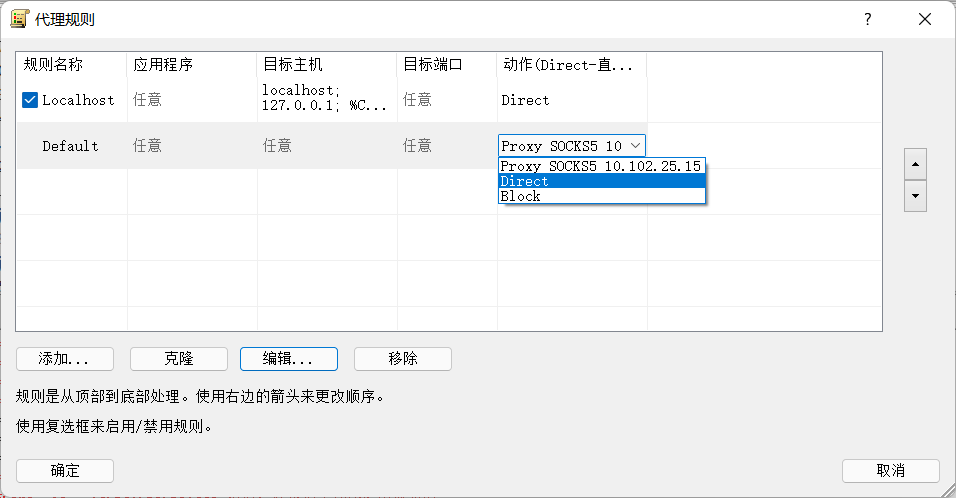 代理规则
规则名称 应用程序 目标主机 目标端口 动作(Direct-直...
Localhost 任意 localhost; 127.0.0.1; %C... 任意 Direct
Default 任意 任意 任意 Proxy SOCKS5 10
Proxy SOCKS5 10.102.25.15
Direct
Block
添加... 克隆 编辑... 移除
规则是从顶部到底部处理。使用右边的箭头来更改顺序。
使用复选框来启用/禁用规则。
确定 取消